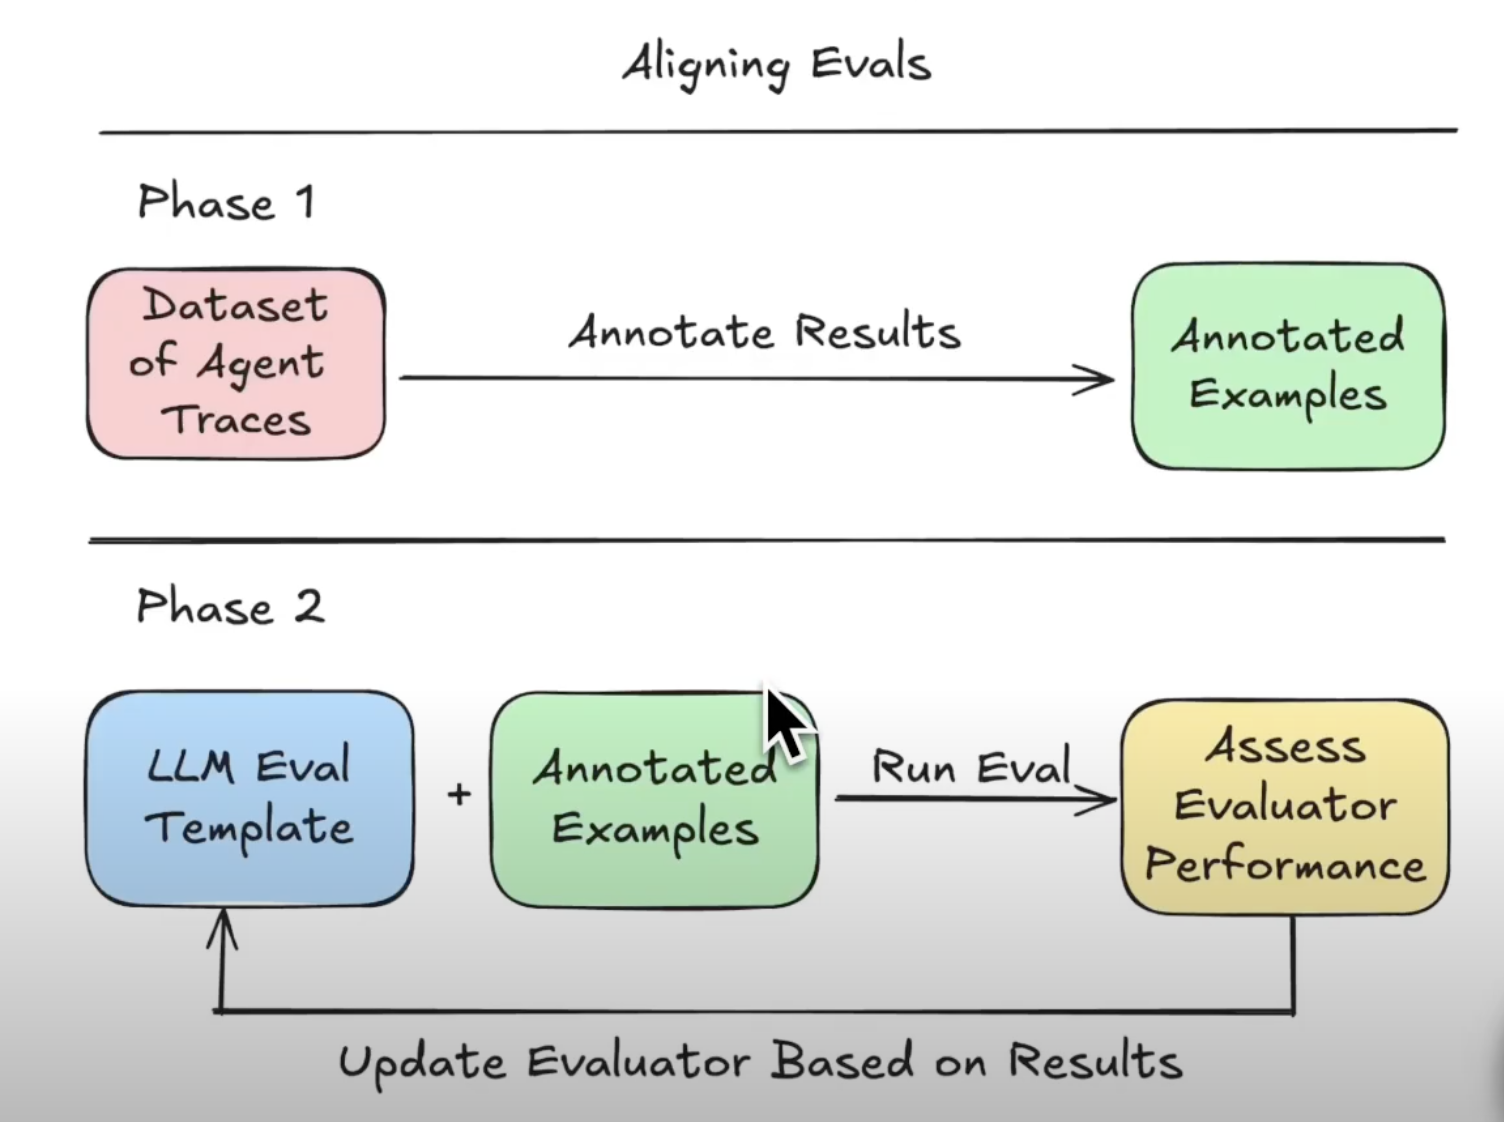 Aligning Evals
Phase 1
Dataset
of Agent
Traces
Annotate Results
Annotated
Examples
Phase 2
LLM Eval
Template
+
Annotated
Examples
Run Eval
Assess
Evaluator
Performance
Update Evaluator Based on Results